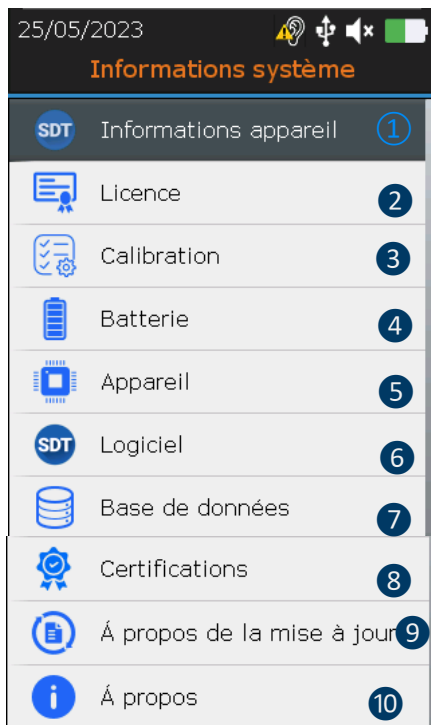 25/05/2023
Informations système
SDT Informations appareil 1
Licence 2
Calibration 3
Batterie 4
Appareil 5
SDT Logiciel 6
Base de données 7
Certifications 8
Á propos de la mise à jour 9
i Á propos 10